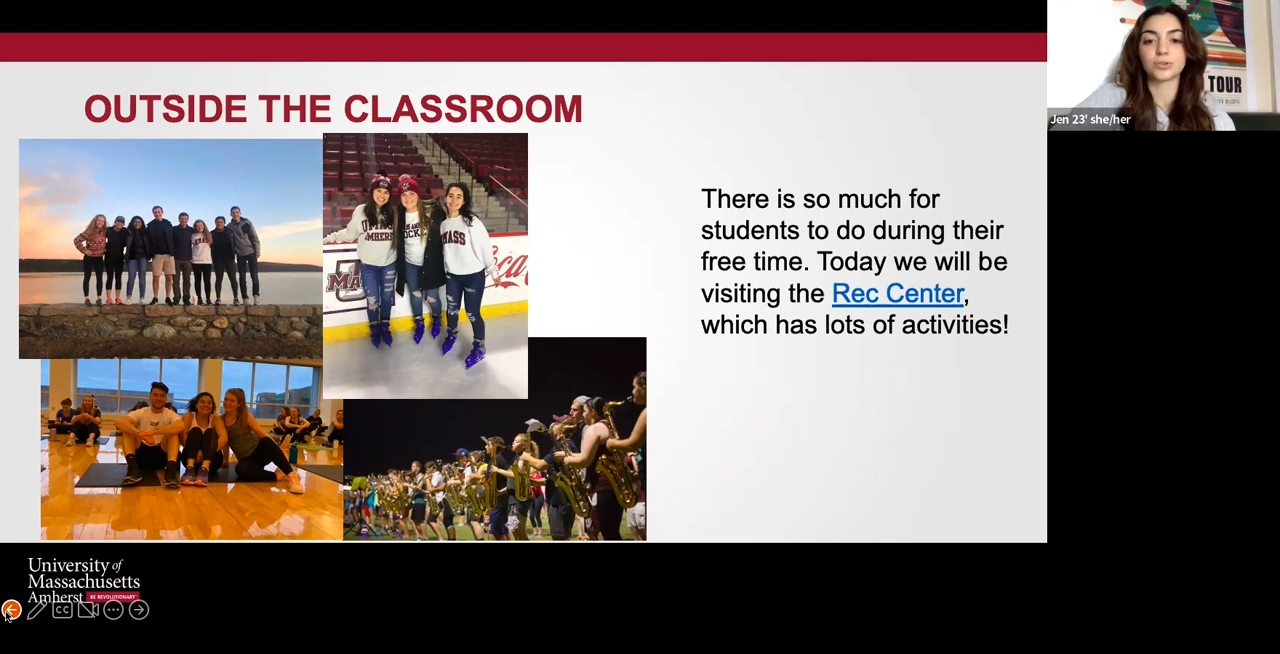 OUTSIDE THE CLASSROOM
There is so much for
students to do during their
free time. Today we will be
visiting the Rec Center,
which has lots of activities!
TOUR
Jen 23' she/her
UMASS
University of
Massachusetts
Amherst BE REVOLUTIONARY
CC